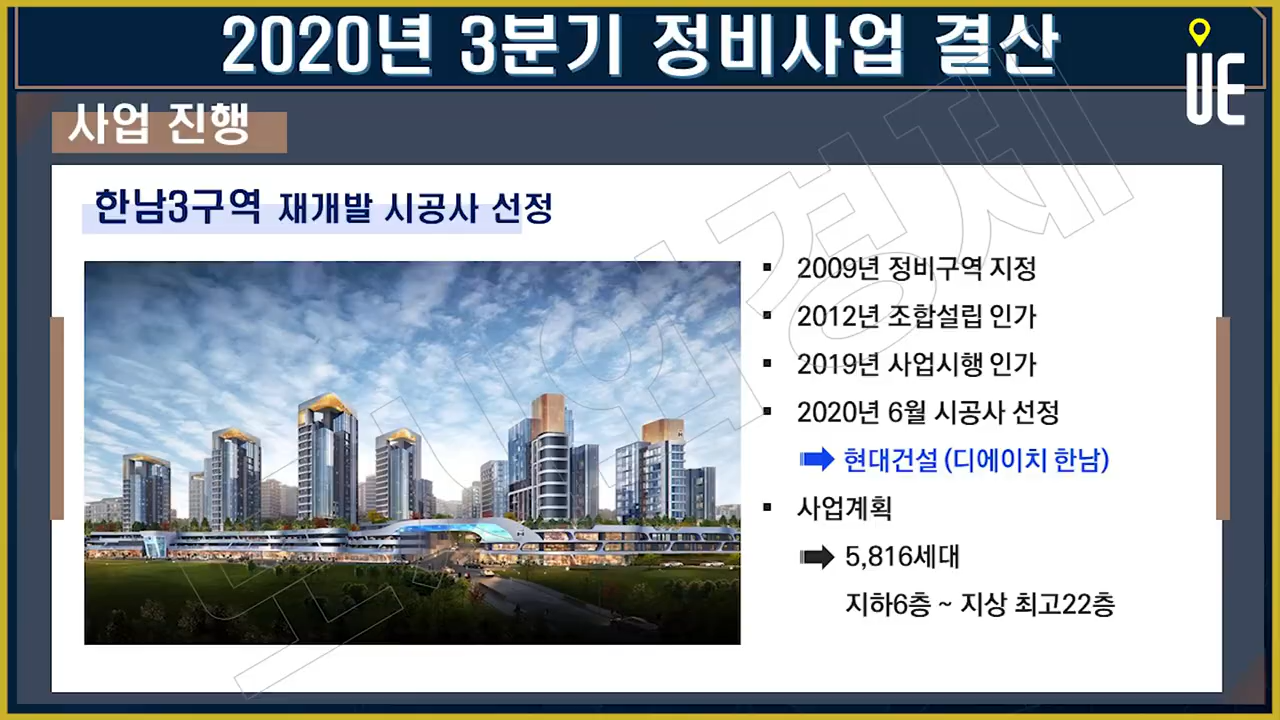 2020년 3분기 정비사업 결산
UE
사업 진행
한남3구역 재개발 시공사 선정
▪ 2009년 정비구역 지정
▪ 2012년 조합설립 인가
▪ 2019년 사업시행 인가
▪ 2020년 6월 시공사 선정
➡ 현대건설 (디에이치 한남)
▪ 사업계획
➡ 5,816세대
지하6층 ~ 지상 최고22층
도시와경제